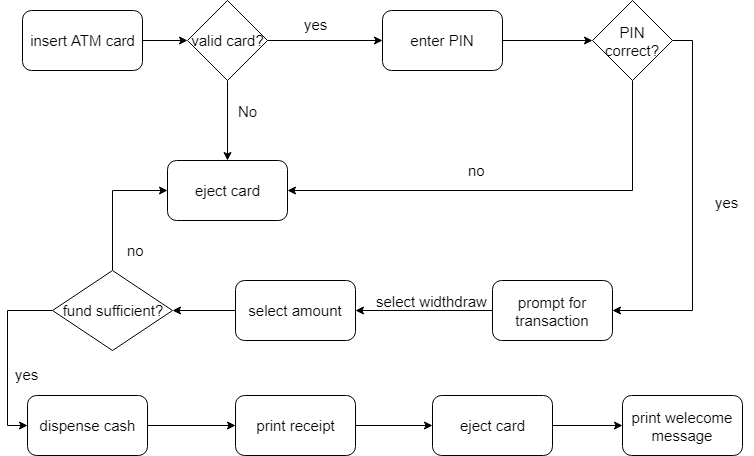 insert ATM card
valid card?
yes
enter PIN
PIN
correct?
No
eject card
no
yes
no
fund sufficient?
select amount
select widthdraw
prompt for
transaction
yes
dispense cash
print receipt
eject card
print welecome
message